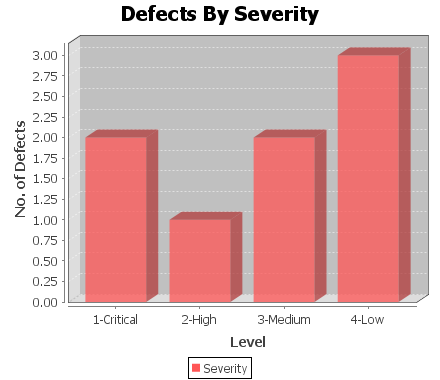 Defects By Severity
No. of Defects
3.00
2.75
2.50
2.25
2.00
1.75
1.50
1.25
1.00
0.75
0.50
0.25
0.00
1-Critical 2-High 3-Medium 4-Low
Level
Severity